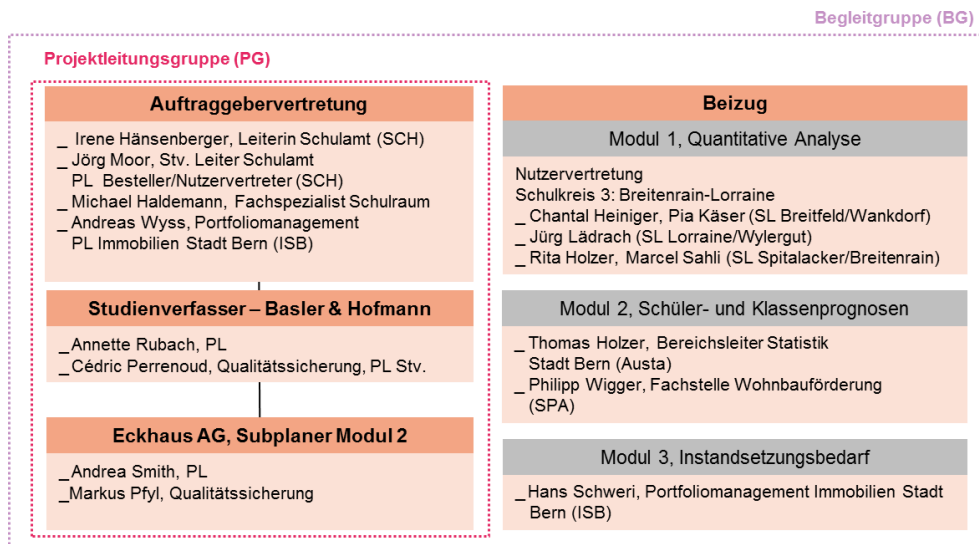 Begleitgruppe (BG)
Projektleitungsgruppe (PG)
Auftraggebervertretung
_ Irene Hänsenberger, Leiterin Schulamt (SCH)
_ Jörg Moor, Stv. Leiter Schulamt
PL Besteller/Nutzervertreter (SCH)
_ Michael Haldemann, Fachspezialist Schulraum
_ Andreas Wyss, Portfoliomanagement
PL Immobilien Stadt Bern (ISB)
Studienverfasser – Basler & Hofmann
_Annette Rubach, PL
_Cédric Perrenoud, Qualitätssicherung, PL Stv.
Eckhaus AG, Subplaner Modul 2
_Andrea Smith, PL
_Markus Pfyl, Qualitätssicherung
Beizug
Modul 1, Quantitative Analyse
Nutzervertretung
Schulkreis 3: Breitenrain-Lorraine
_ Chantal Heiniger, Pia Käser (SL Breitfeld/Wankdorf)
_ Jürg Lädrach (SL Lorraine/Wylergut)
_ Rita Holzer, Marcel Sahli (SL Spitalacker/Breitenrain)
Modul 2, Schüler- und Klassenprognosen
_ Thomas Holzer, Bereichsleiter Statistik
Stadt Bern (Austa)
_ Philipp Wigger, Fachstelle Wohnbauförderung
(SPA)
Modul 3, Instandsetzungsbedarf
_ Hans Schweri, Portfoliomanagement Immobilien Stadt
Bern (ISB)